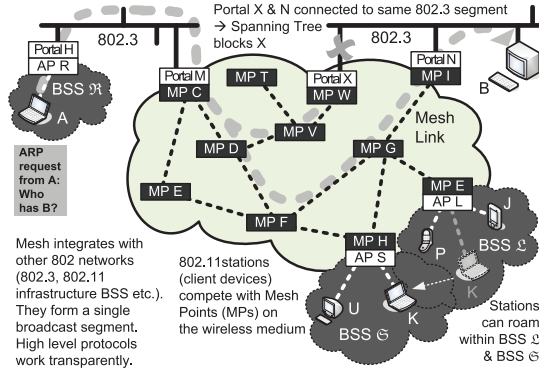 Portal X & N connected to same 802.3 segment
→ Spanning Tree
blocks X
802.3
802.3
Portal H
AP R
BSS ℜ
A
Portal M
MP C
MP T
Portal X
MP W
Portal N
MP I
B
MP V
Mesh
Link
MP D
MP G
ARP
request
from A:
Who
has B?
MP E
MP E
AP L
J
MP F
BSS 𝔏
P
MP H
AP S
K
U
K
BSS 𝔖
Mesh integrates with
other 802 networks
(802.3, 802.11
infrastructure BSS etc.).
They form a single
broadcast segment.
High level protocols
work transparently.
802.11stations
(client devices)
compete with Mesh
Points (MPs) on
the wireless medium
Stations
can roam
within BSS 𝔏
& BSS 𝔖